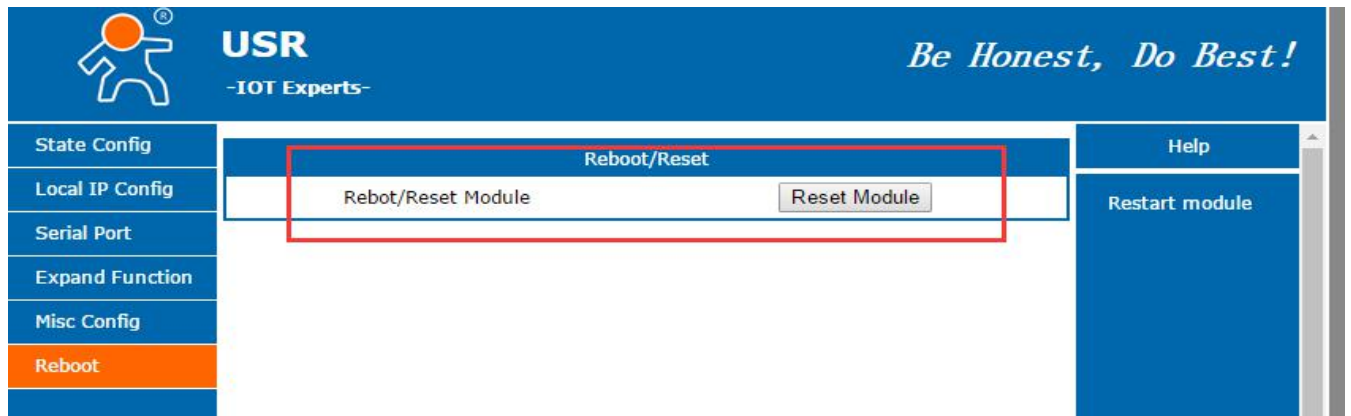 ®
USR
-IOT Experts-
Be Honest, Do Best!
State Config
Local IP Config
Serial Port
Expand Function
Misc Config
Reboot
Reboot/Reset
Rebot/Reset Module
Reset Module
Help
Restart module